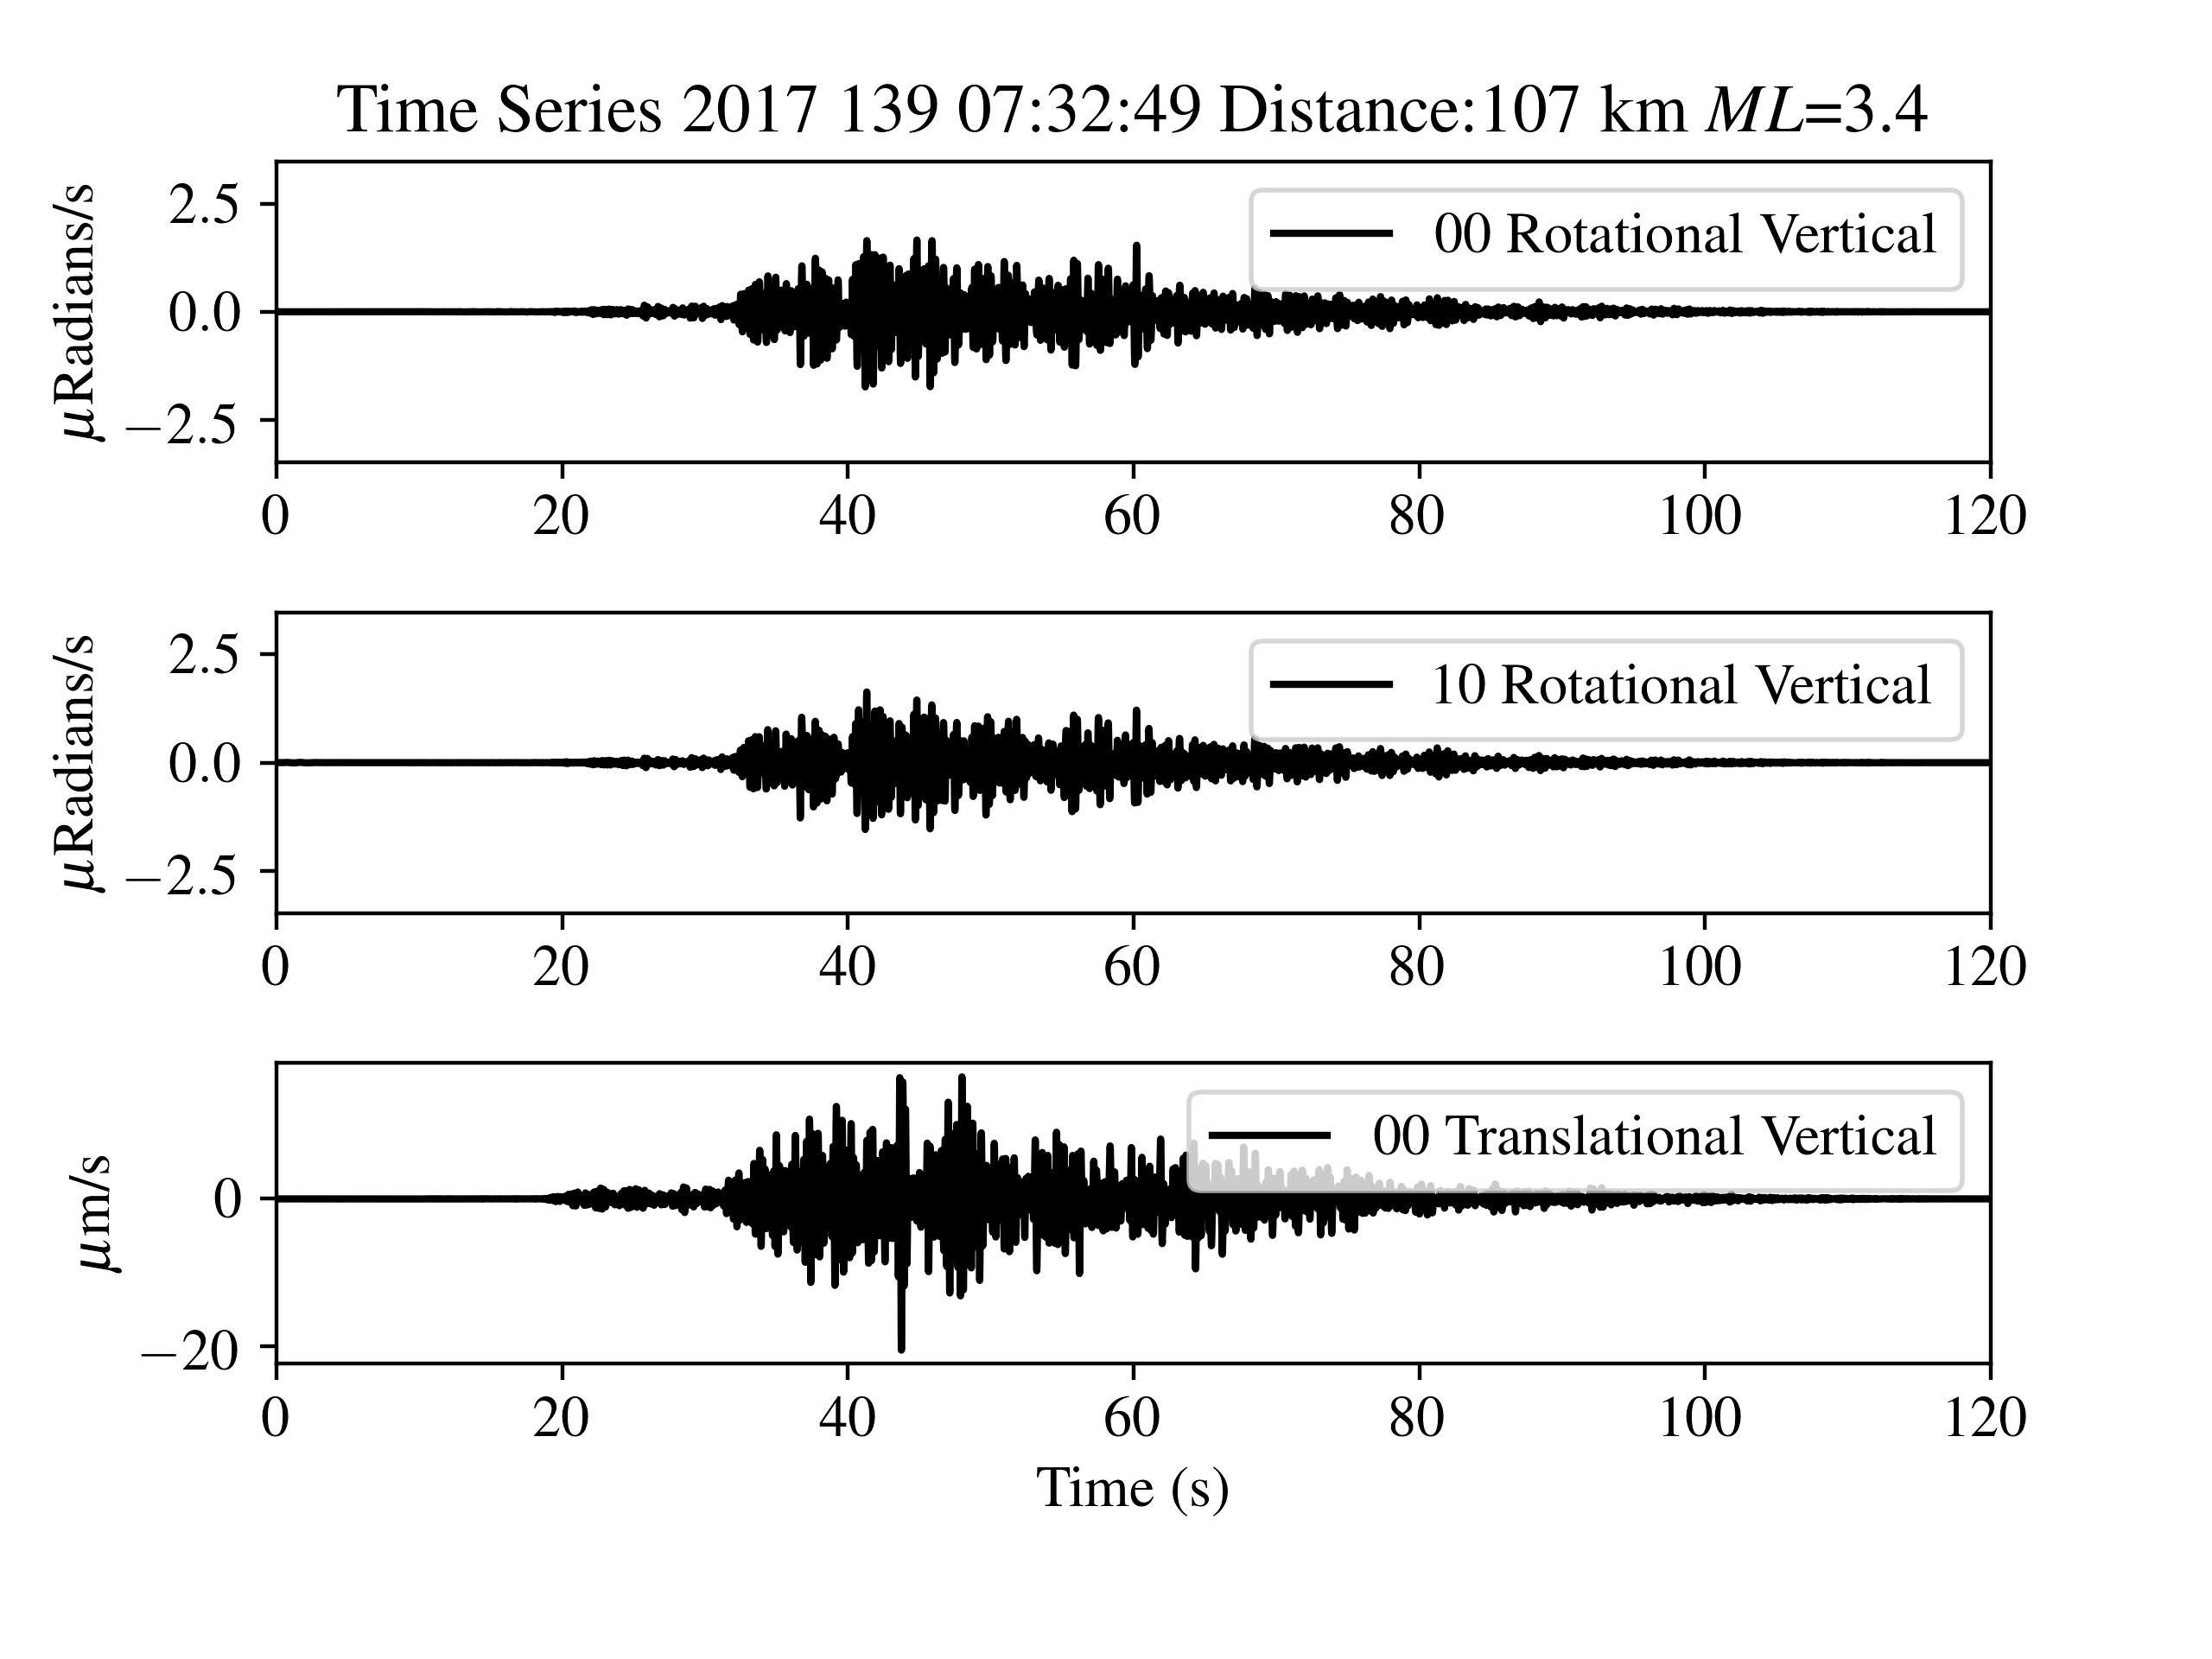 Time Series 2017 139 07:32:49 Distance:107 km ML=3.4
μRadians/s
2.5
0.0
−2.5
00 Rotational Vertical
0 20 40 60 80 100 120
μRadians/s
2.5
0.0
−2.5
10 Rotational Vertical
0 20 40 60 80 100 120
μm/s
0
−20
00 Translational Vertical
0 20 40 60 80 100 120
Time (s)